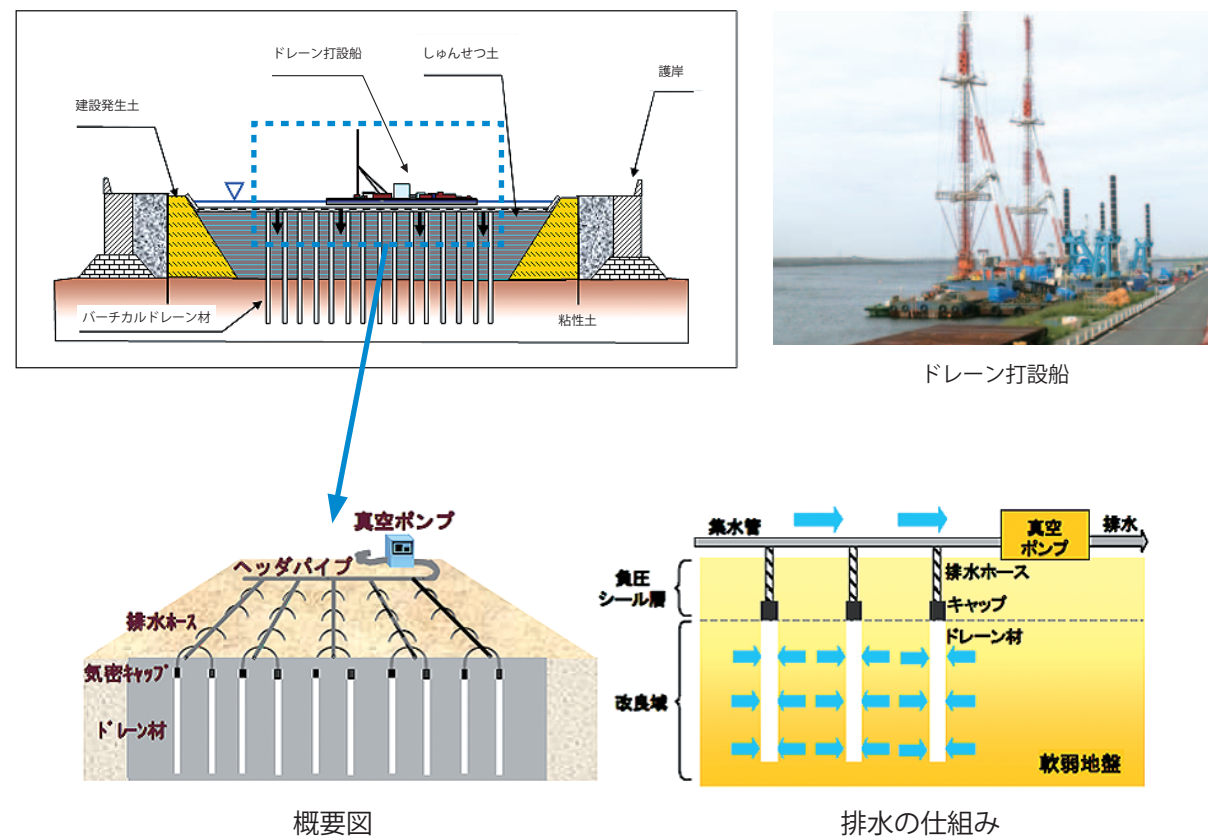 ドレーン打設船
しゅんせつ土
護岸
建設発生土
バーチカルドレーン材
粘性土
ドレーン打設船
真空ポンプ
ヘッダパイプ
排水ホース
気密キャップ
ドレーン材
概要図
集水管
真空
ポンプ
排水
負圧
シール層
排水ホース
キャップ
ドレーン材
改良域
軟弱地盤
排水の仕組み